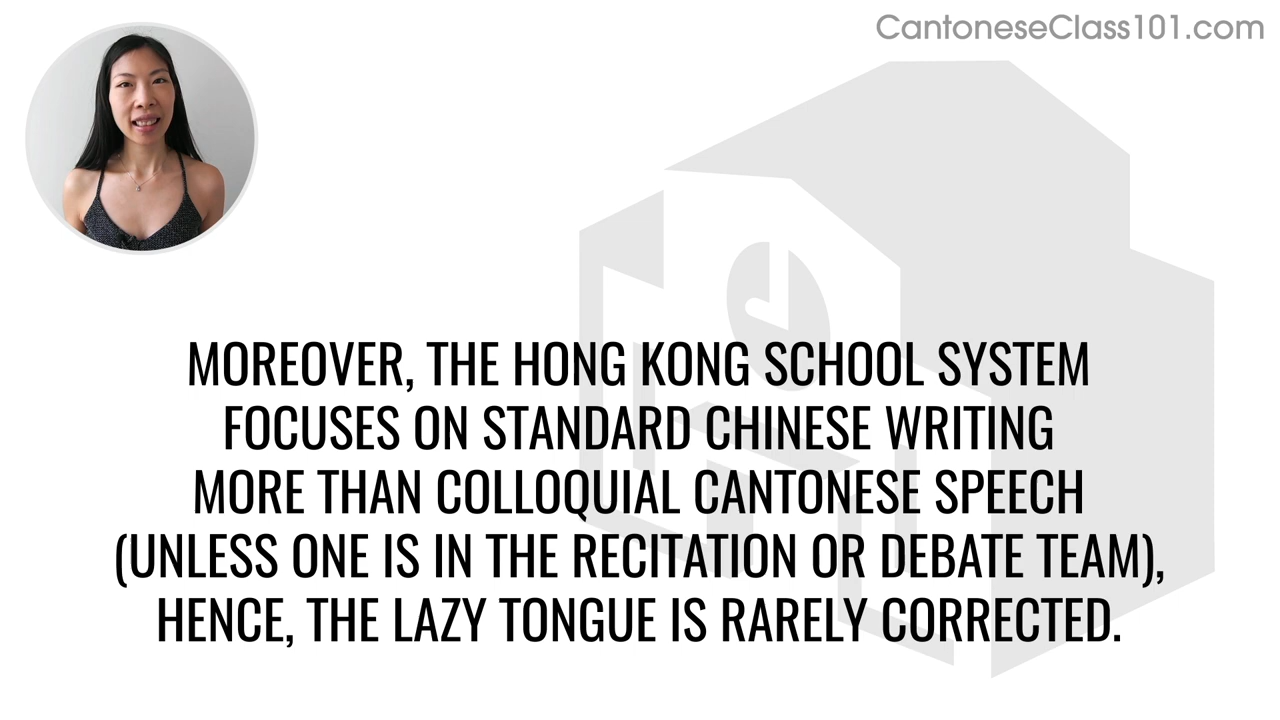 CantoneseClass101.com
MOREOVER, THE HONG KONG SCHOOL SYSTEM
FOCUSES ON STANDARD CHINESE WRITING
MORE THAN COLLOQUIAL CANTONESE SPEECH
(UNLESS ONE IS IN THE RECITATION OR DEBATE TEAM),
HENCE, THE LAZY TONGUE IS RARELY CORRECTED.